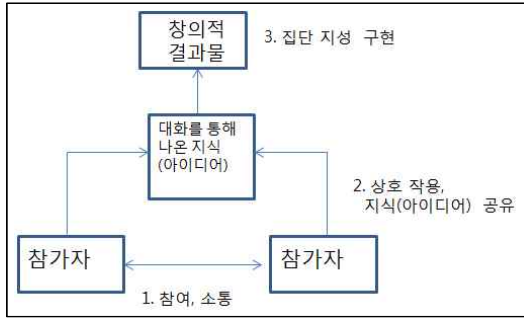 창의적
결과물
3. 집단 지성 구현
대화를 통해
나온 지식
(아이디어)
2. 상호 작용,
지식(아이디어) 공유
참가자
참가자
1. 참여, 소통